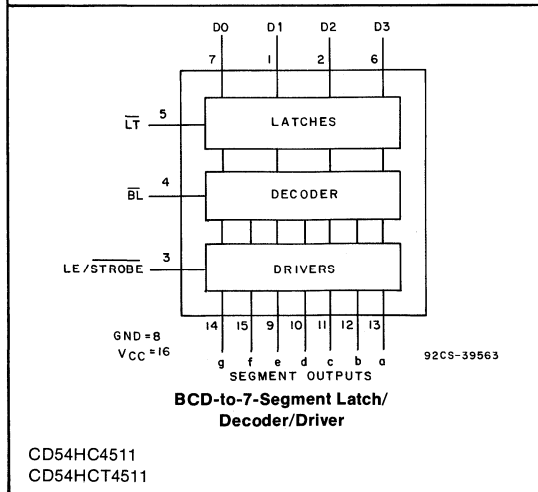 D0 D1 D2 D3
7 1 2 6
5
LT
LATCHES
4
BL
DECODER
3
LE/STROBE
DRIVERS
14 15 9 10 11 12 13
GND=8
VCC=16
g f e d c b a
92CS-39563
SEGMENT OUTPUTS
BCD-to-7-Segment Latch/
Decoder/Driver
CD54HC4511
CD54HCT4511